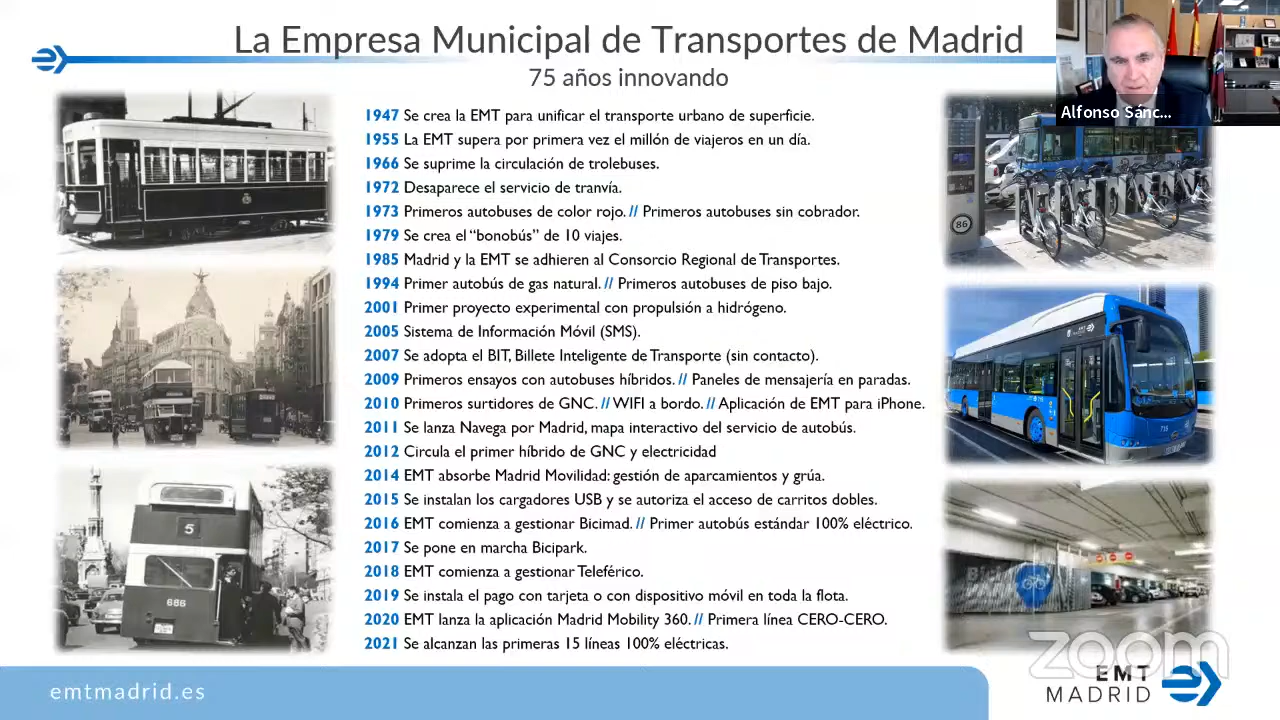 La Empresa Municipal de Transportes de Madrid
75 años innovando
Alfonso Sánc...
1947 Se crea la EMT para unificar el transporte urbano de superficie.
1955 La EMT supera por primera vez el millón de viajeros en un día.
1966 Se suprime la circulación de trolebuses.
1972 Desaparece el servicio de tranvía.
1973 Primeros autobuses de color rojo. // Primeros autobuses sin cobrador.
1979 Se crea el “bonobús” de 10 viajes.
1985 Madrid y la EMT se adhieren al Consorcio Regional de Transportes.
1994 Primer autobús de gas natural. // Primeros autobuses de piso bajo.
2001 Primer proyecto experimental con propulsión a hidrógeno.
2005 Sistema de Información Móvil (SMS).
2007 Se adopta el BIT, Billete Inteligente de Transporte (sin contacto).
2009 Primeros ensayos con autobuses híbridos. // Paneles de mensajería en paradas.
2010 Primeros surtidores de GNC. // WIFI a bordo. // Aplicación de EMT para iPhone.
2011 Se lanza Navega por Madrid, mapa interactivo del servicio de autobús.
2012 Circula el primer híbrido de GNC y electricidad
2014 EMT absorbe Madrid Movilidad: gestión de aparcamientos y grúa.
2015 Se instalan los cargadores USB y se autoriza el acceso de carritos dobles.
2016 EMT comienza a gestionar Bicimad. // Primer autobús estándar 100% eléctrico.
2017 Se pone en marcha Bicipark.
2018 EMT comienza a gestionar Teleférico.
2019 Se instala el pago con tarjeta o con dispositivo móvil en toda la flota.
2020 EMT lanza la aplicación Madrid Mobility 360. // Primera línea CERO-CERO.
2021 Se alcanzan las primeras 15 líneas 100% eléctricas.
86
5
666
715
zoom
emtmadrid.es
EMT
MADRID